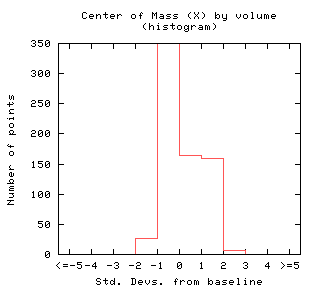 Center of Mass (X) by volume
(histogram)
350
300
250
200
150
100
50
0
Number of points
<=-5 -4 -3 -2 -1 0 1 2 3 4 >=5
Std. Devs. from baseline